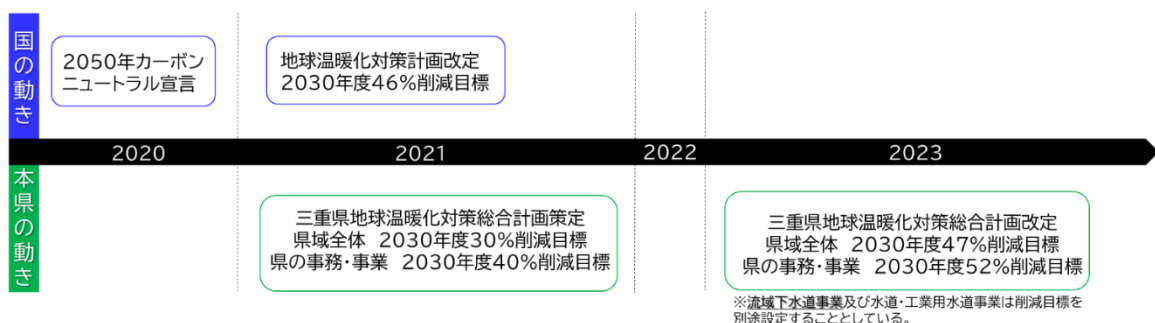 国の動き
2050年カーボン
ニュートラル宣言
地球温暖化対策計画改定
2030年度46%削減目標
2020
2021
2022
2023
本県の動き
三重県地球温暖化対策総合計画策定
県域全体 2030年度30%削減目標
県の事務・事業 2030年度40%削減目標
三重県地球温暖化対策総合計画改定
県域全体 2030年度47%削減目標
県の事務・事業 2030年度52%削減目標
※流域下水道事業及び水道・工業用水道事業は削減目標を
別途設定することとしている。